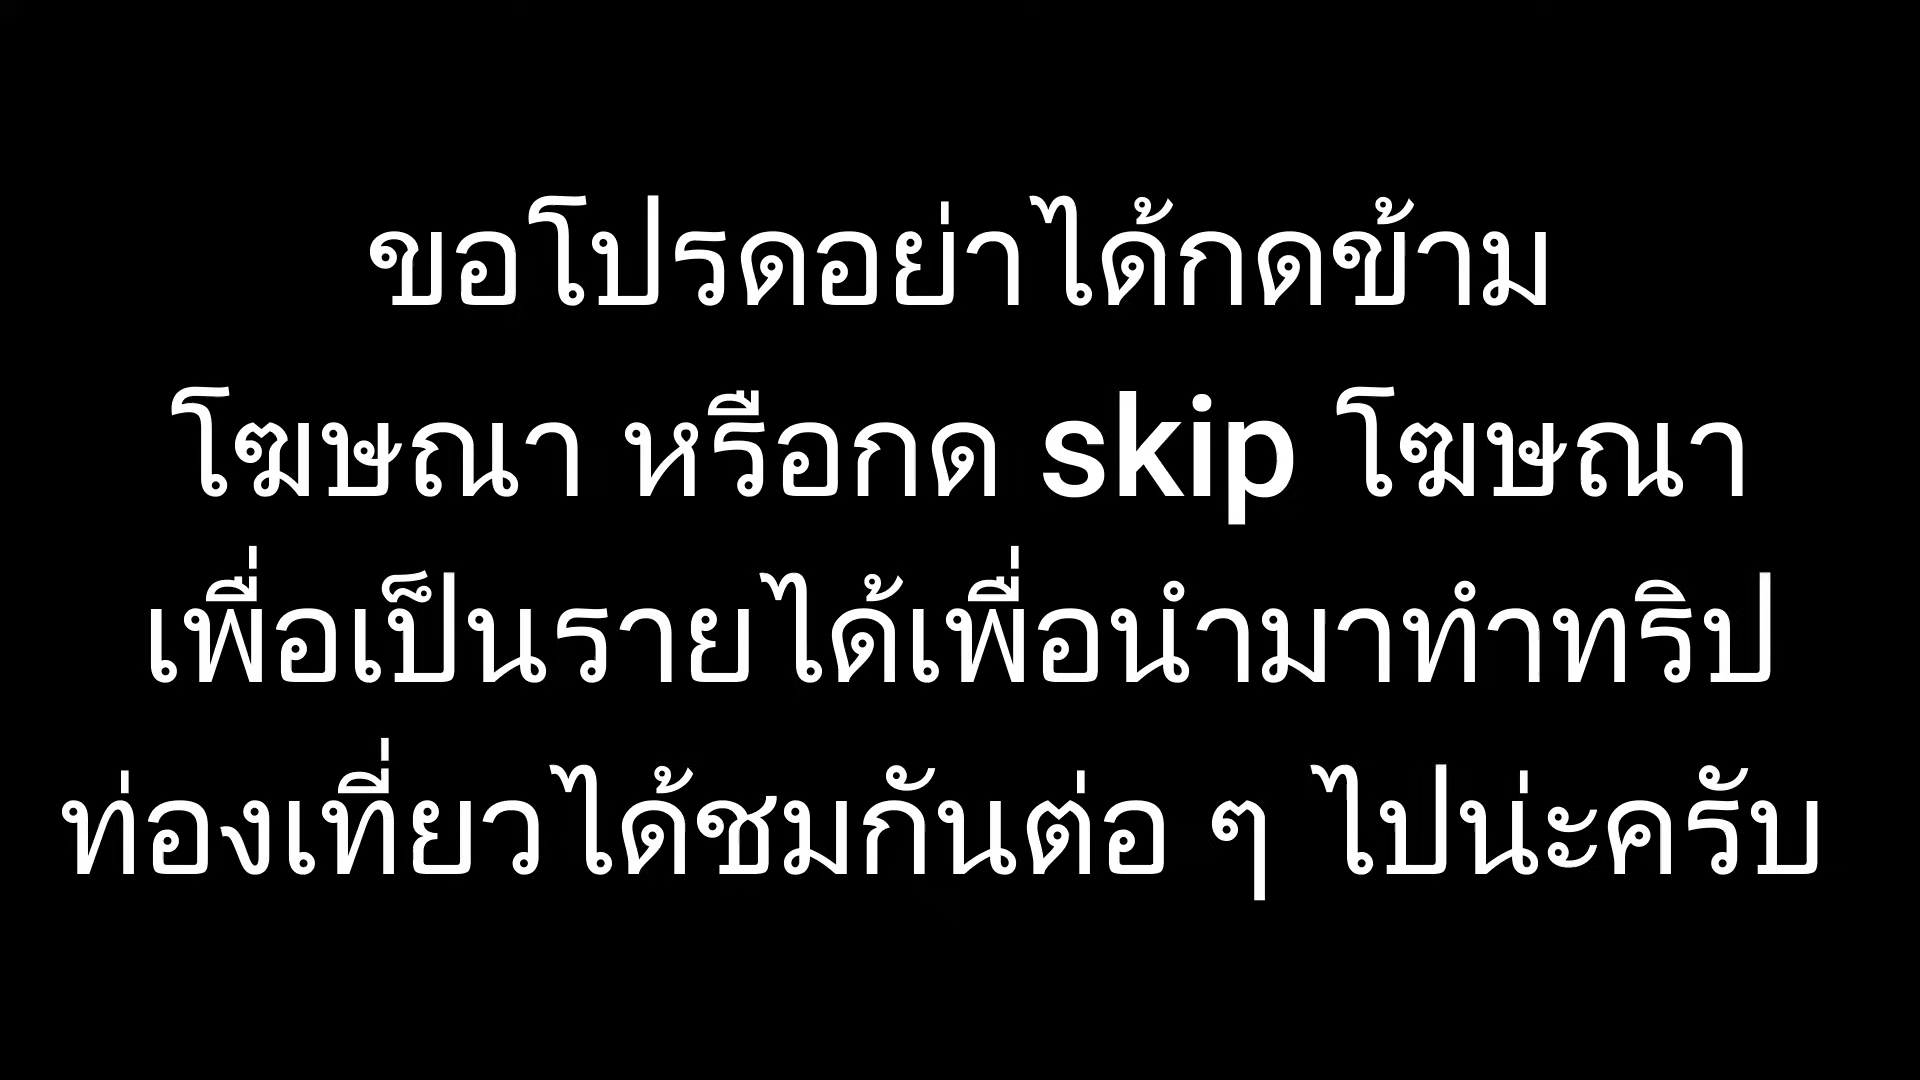 ขอโปรดอย่าได้กดข้าม
โฆษณา หรือกด skip โฆษณา
เพื่อเป็นรายได้เพื่อนำมาทำทริป
ท่องเที่ยวได้ชมกันต่อ ๆ ไปน่ะครับ